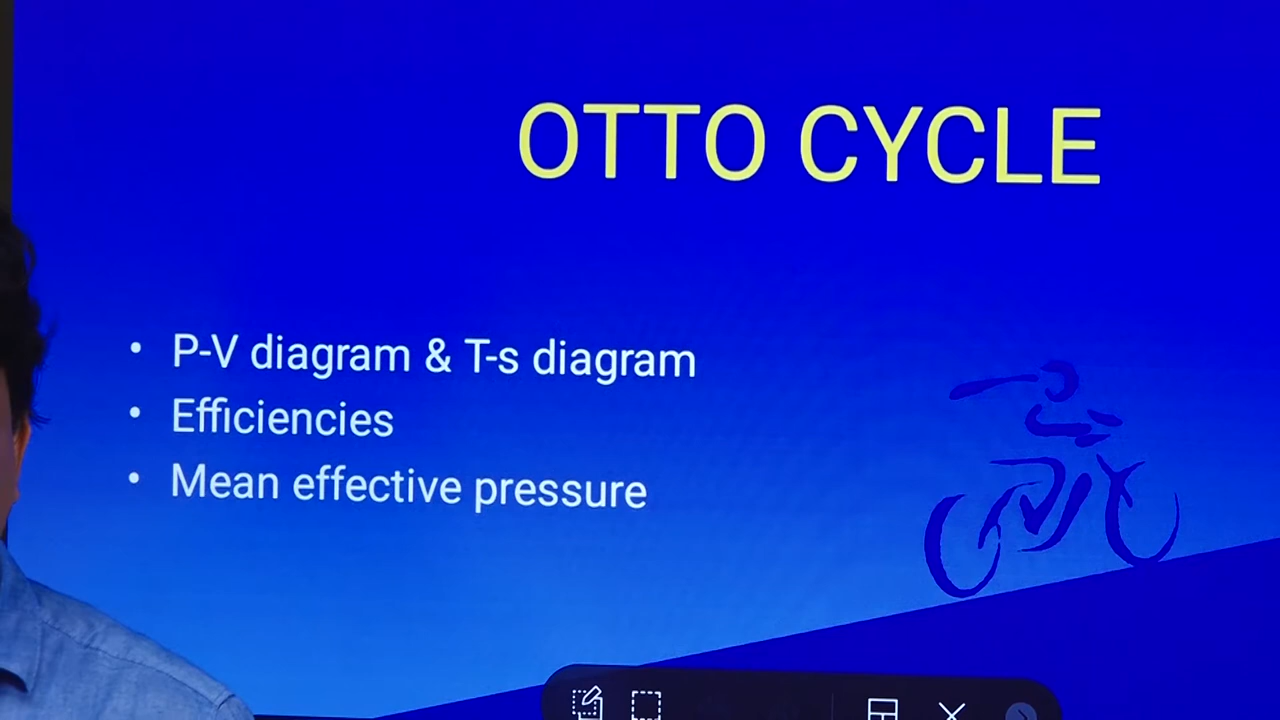 OTTO CYCLE
• P-V diagram & T-s diagram
• Efficiencies
• Mean effective pressure